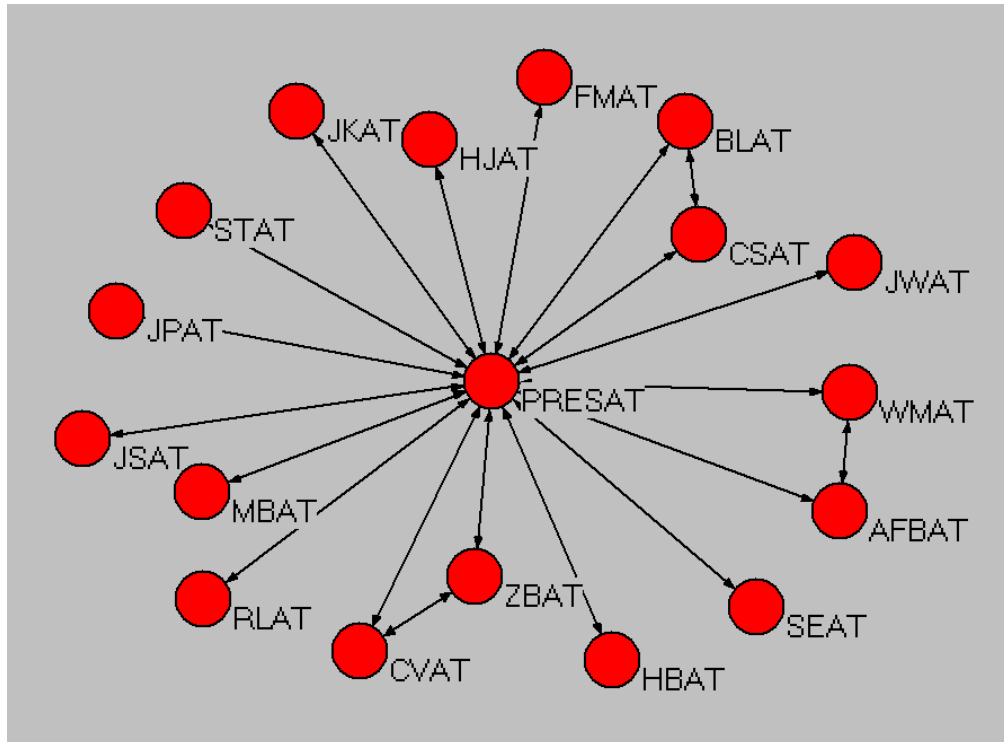 FMAT
JKAT
BLAT
HJAT
STAT
CSAT
JWAT
JPAT
PRESAT
WMAT
JSAT
MBAT
AFBAT
ZBAT
RLAT
SEAT
CVAT
HBAT